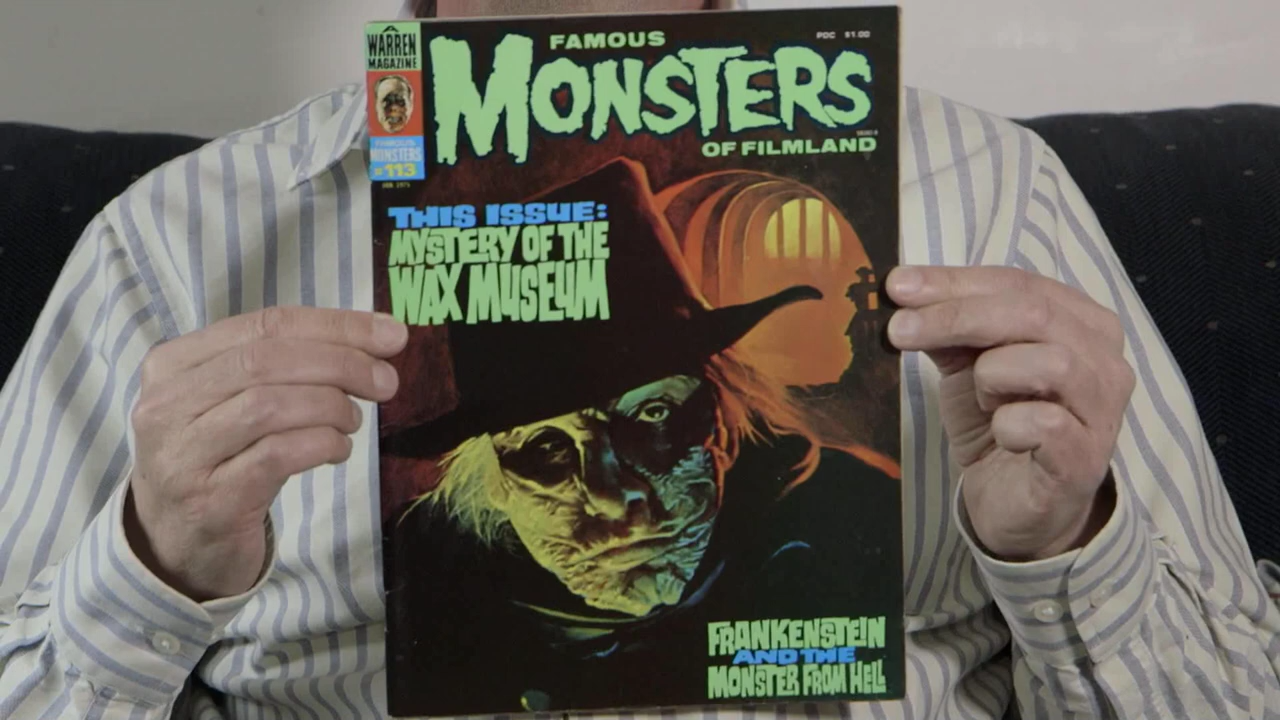 WARREN
MAGAZINE
FAMOUS
MONSTERS
#113
FAMOUS
MONSTERS
OF FILMLAND
PDC $1.00
THIS ISSUE:
MYSTERY OF THE
WAX MUSEUM
FRANKENSTEIN
AND THE
MONSTER FROM HELL